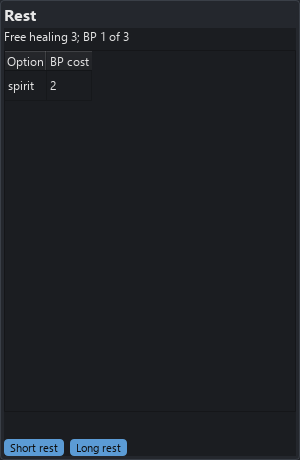 Rest
Free healing 3; BP 1 of 3
Option BP cost
spirit 2
Short rest Long rest